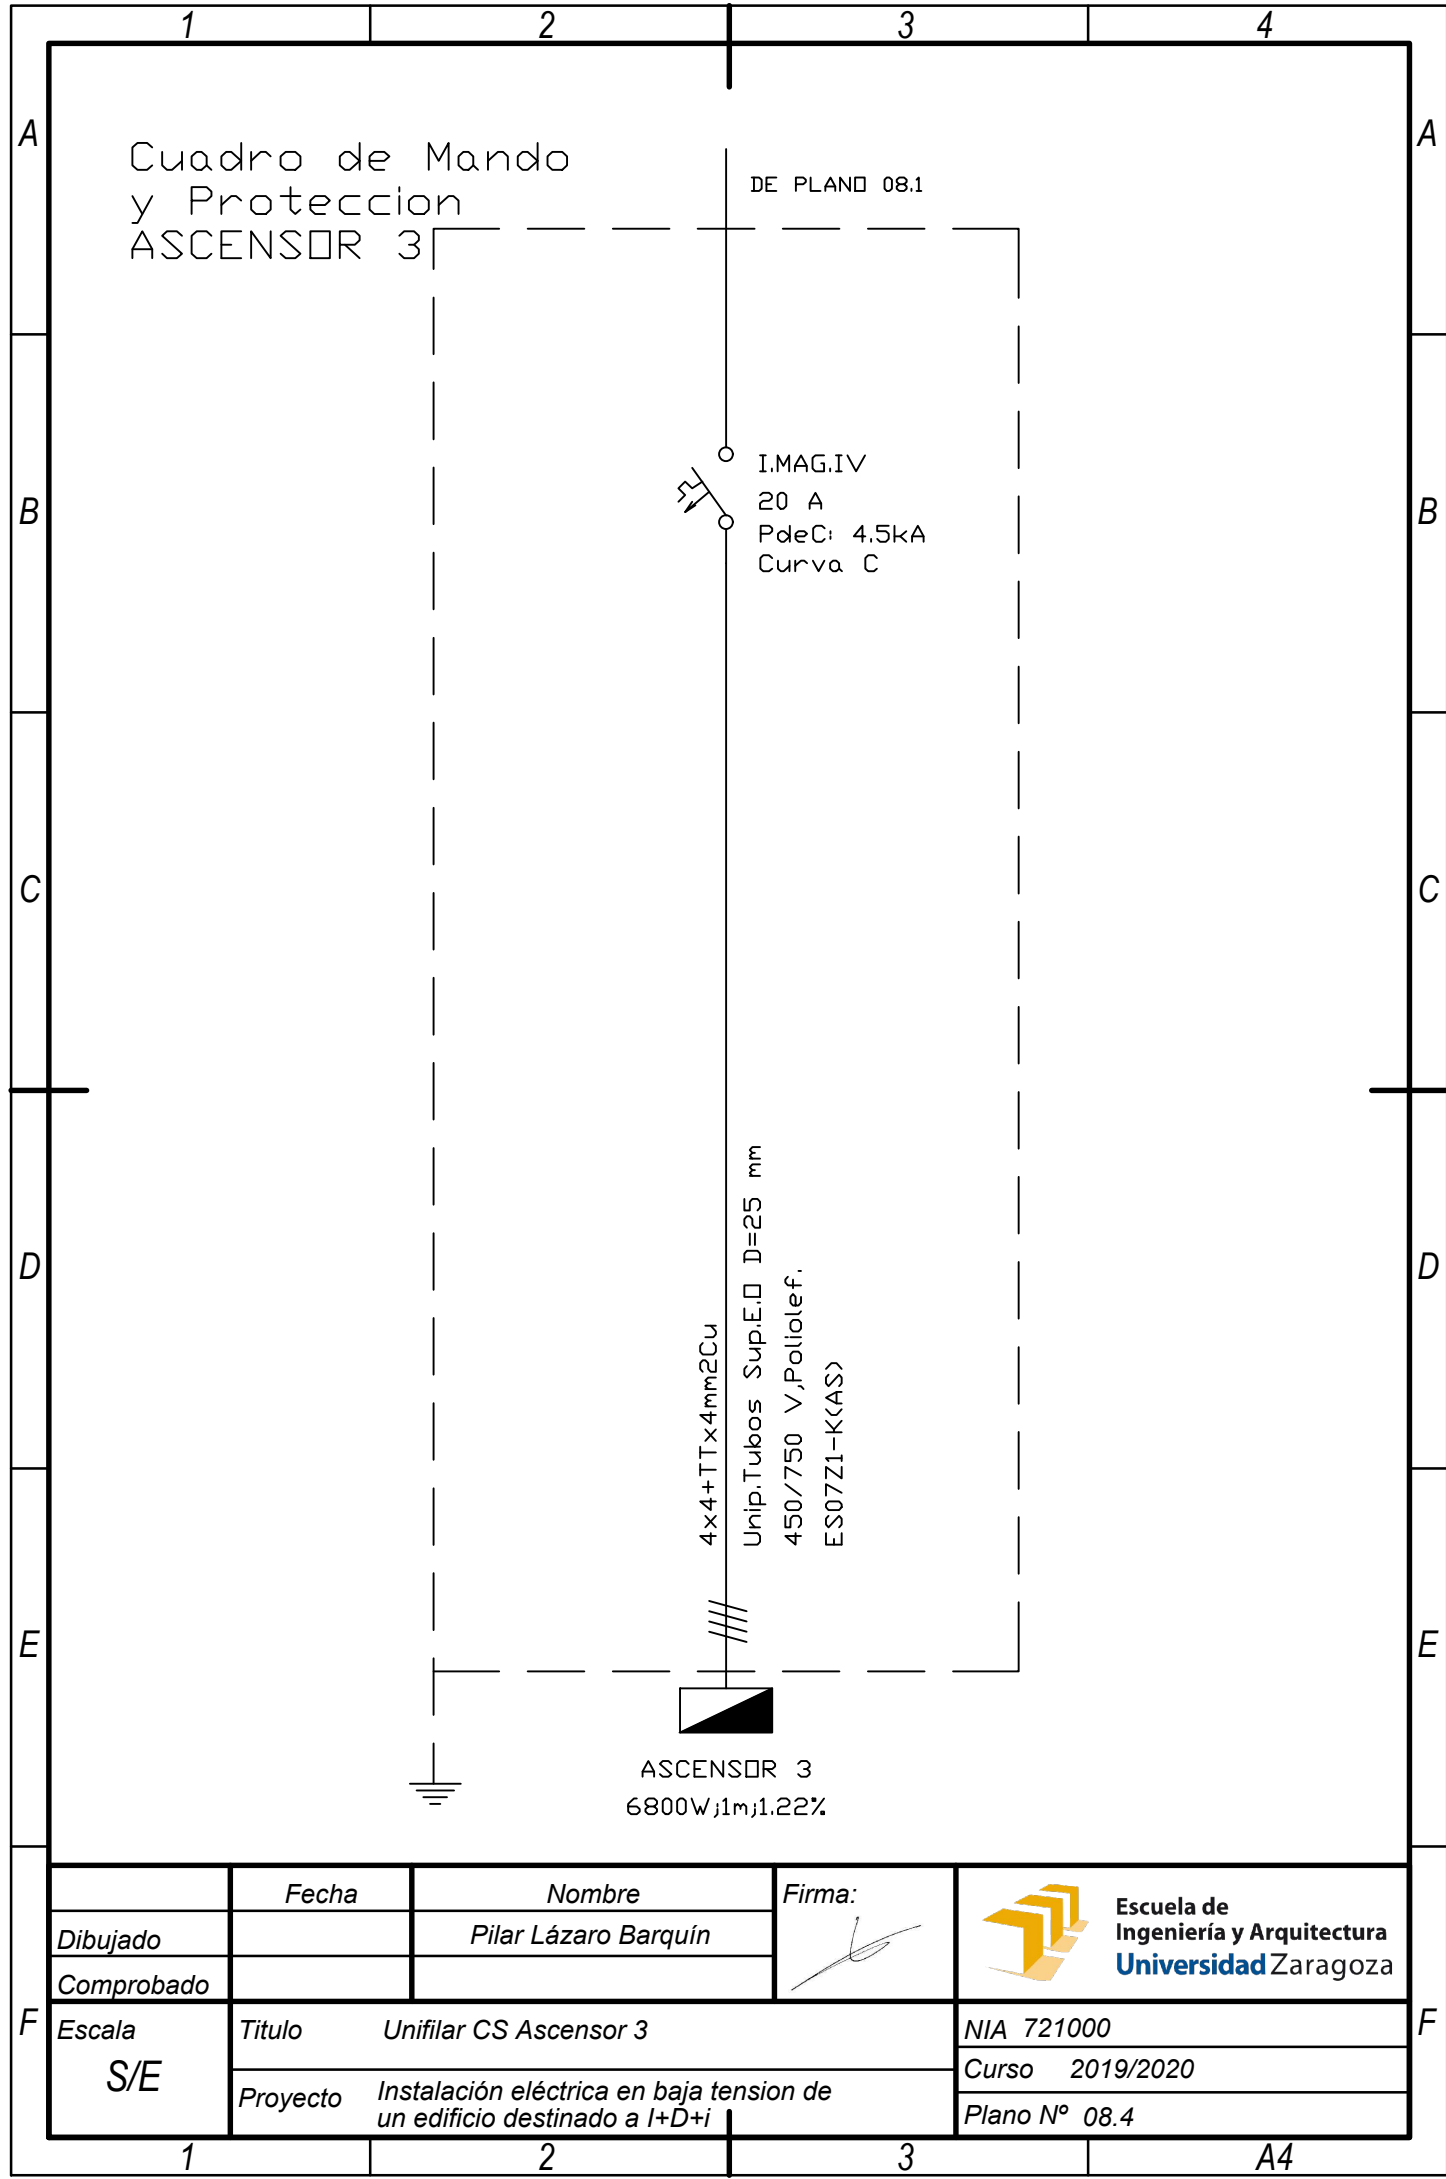 1 2 3 4
A A
Cuadro de Mando
y Proteccion
ASCENSOR 3
DE PLANO 08.1
I.MAG.IV
20 A
PdeC: 4.5kA
Curva C
B B
C C
D D
4x4+TTx4mm2Cu
Unip.Tubos Sup.E.O D=25 mm
450/750 V,Poliolef.
ES07Z1-K(AS)
E E
ASCENSOR 3
6800W;1m;1.22%
Fecha Nombre Firma:
Dibujado Pilar Lázaro Barquín
Comprobado
Escuela de
Ingeniería y Arquitectura
Universidad Zaragoza
F F
Escala
S/E
Titulo Unifilar CS Ascensor 3
Proyecto Instalación eléctrica en baja tension de
un edificio destinado a I+D+i
NIA 721000
Curso 2019/2020
Plano Nº 08.4
1 2 3 A4